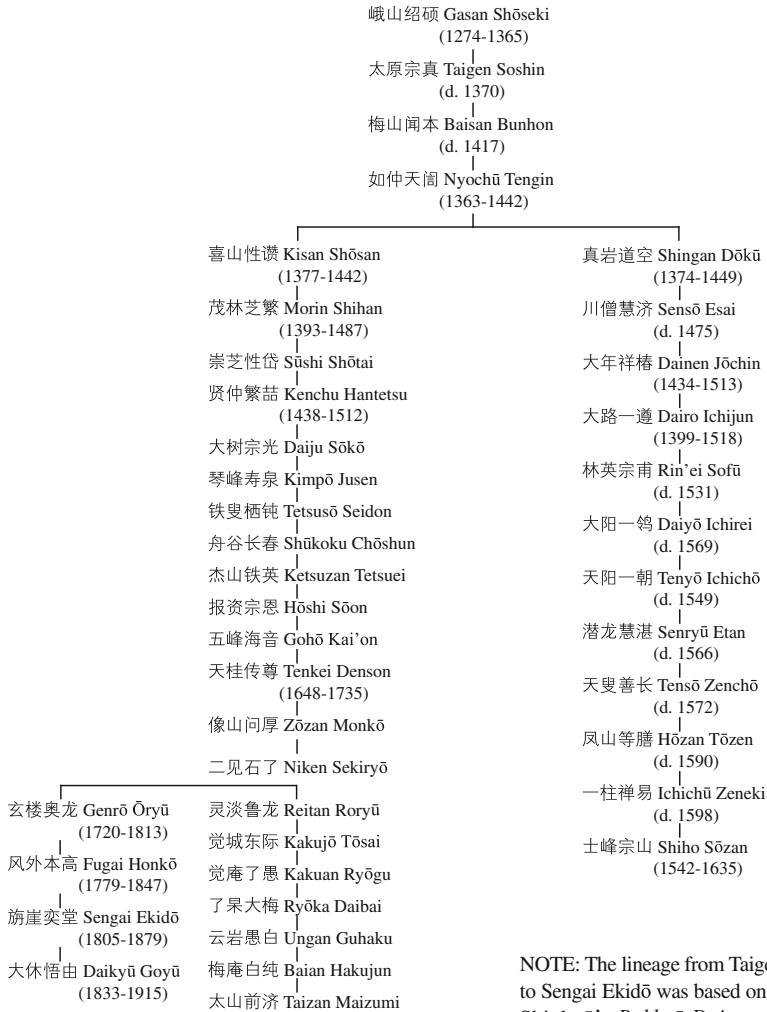 峨山绍硕 Gasan Shōseki
(1274-1365)
太原宗真 Taigen Soshin
(d. 1370)
梅山闻本 Baisan Bunhon
(d. 1417)
如仲天訚 Nyochū Tengin
(1363-1442)
喜山性讚 Kisan Shōsan
(1377-1442)
茂林芝繁 Morin Shihan
(1393-1487)
崇芝性岱 Sūshi Shōtai
贤仲繁喆 Kenchu Hantetsu
(1438-1512)
大树宗光 Daiju Sōkō
琴峰寿泉 Kimpō Jusen
铁叟栖钝 Tetsusō Seidon
舟谷长春 Shūkoku Chōshun
杰山铁英 Ketsuzan Tetsuei
报资宗恩 Hōshi Sōon
五峰海音 Gohō Kai'on
天桂传尊 Tenkei Denson
(1648-1735)
像山问厚 Zōzan Monkō
二见石了 Niken Sekiryō
玄楼奥龙 Genrō Ōryū
(1720-1813)
风外本高 Fugai Honkō
(1779-1847)
旃崖奕堂 Sengai Ekidō
(1805-1879)
大休悟由 Daikyū Goyū
(1833-1915)
灵淡鲁龙 Reitan Roryū
觉城东际 Kakujō Tōsai
觉庵了愚 Kakuan Ryōgu
了杲大梅 Ryōka Daibai
云岩愚白 Ungan Guhaku
梅庵白纯 Baian Hakujun
太山前济 Taizan Maizumi
真岩道空 Shingan Dōkū
(1374-1449)
川僧慧济 Sensō Esai
(d. 1475)
大年祥椿 Dainen Jōchin
(1434-1513)
大路一遵 Dairo Ichijun
(1399-1518)
林英宗甫 Rin'ei Sofū
(d. 1531)
大阳一鸰 Daiyō Ichirei
(d. 1569)
天阳一朝 Tenyō Ichichō
(d. 1549)
潜龙慧湛 Senryū Etan
(d. 1566)
天叟善长 Tensō Zenchō
(d. 1572)
凤山等膳 Hōzan Tōzen
(d. 1590)
一柱禅易 Ichichū Zeneki
(d. 1598)
士峰宗山 Shiho Sōzan
(1542-1635)
NOTE: The lineage from Taige
to Sengai Ekidō was based on